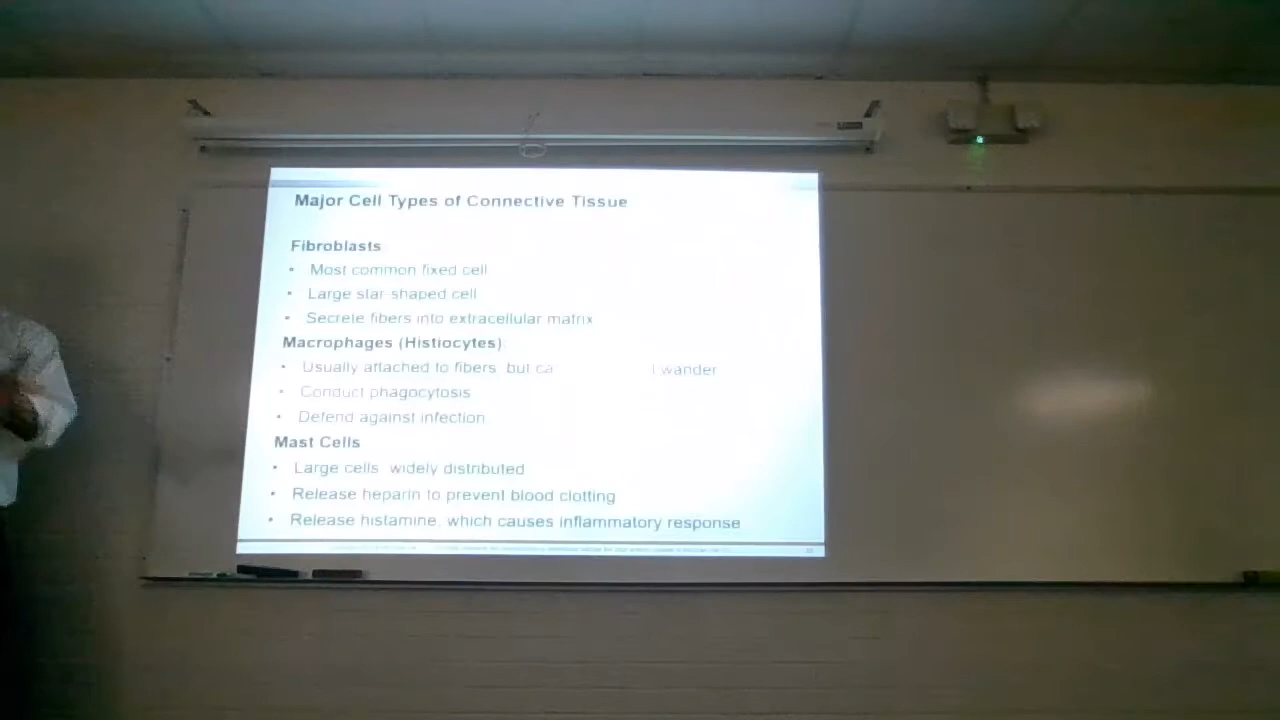 Major Cell Types of Connective Tissue
Fibroblasts
• Most common fixed cell
• Large star-shaped cell
• Secrete fibers into extracellular matrix
Macrophages (Histiocytes)
• Usually attached to fibers, but ca wander
• Conduct phagocytosis
• Defend against infection
Mast Cells
• Large cells widely distributed
• Release heparin to prevent blood clotting
• Release histamine, which causes inflammatory response